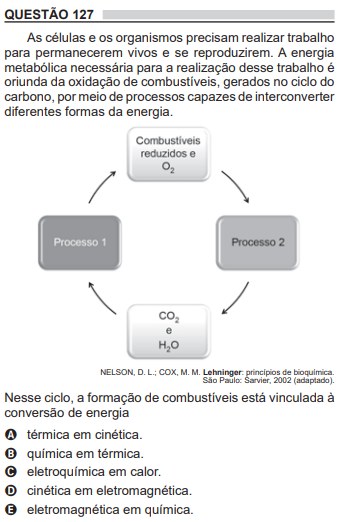 QUESTÃO 127
As células e os organismos precisam realizar trabalho
para permanecerem vivos e se reproduzirem. A energia
metabólica necessária para a realização desse trabalho é
oriunda da oxidação de combustíveis, gerados no ciclo do
carbono, por meio de processos capazes de interconverter
diferentes formas da energia.
Combustíveis
reduzidos e
O₂
Processo 1
Processo 2
CO₂
e
H₂O
NELSON, D. L.; COX, M. M. Lehninger: princípios de bioquímica.
São Paulo: Sarvier, 2002 (adaptado).
Nesse ciclo, a formação de combustíveis está vinculada à
conversão de energia
A térmica em cinética.
B química em térmica.
C eletroquímica em calor.
D cinética em eletromagnética.
E eletromagnética em química.